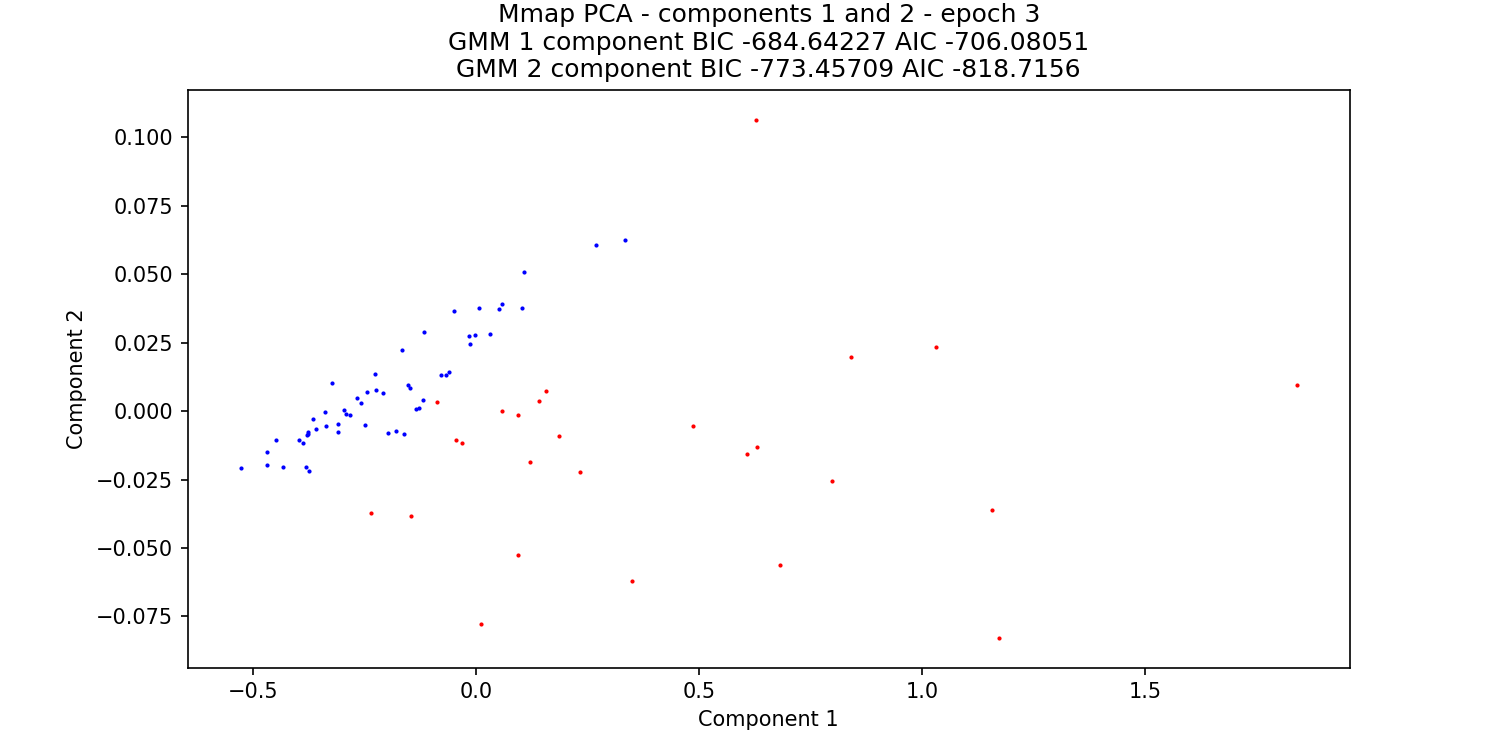 Mmap PCA - components 1 and 2 - epoch 3
GMM 1 component BIC -684.64227 AIC -706.08051
GMM 2 component BIC -773.45709 AIC -818.7156
0.100
0.075
0.050
0.025
0.000
−0.025
−0.050
−0.075
Component 2
−0.5
0.0
0.5
1.0
1.5
Component 1